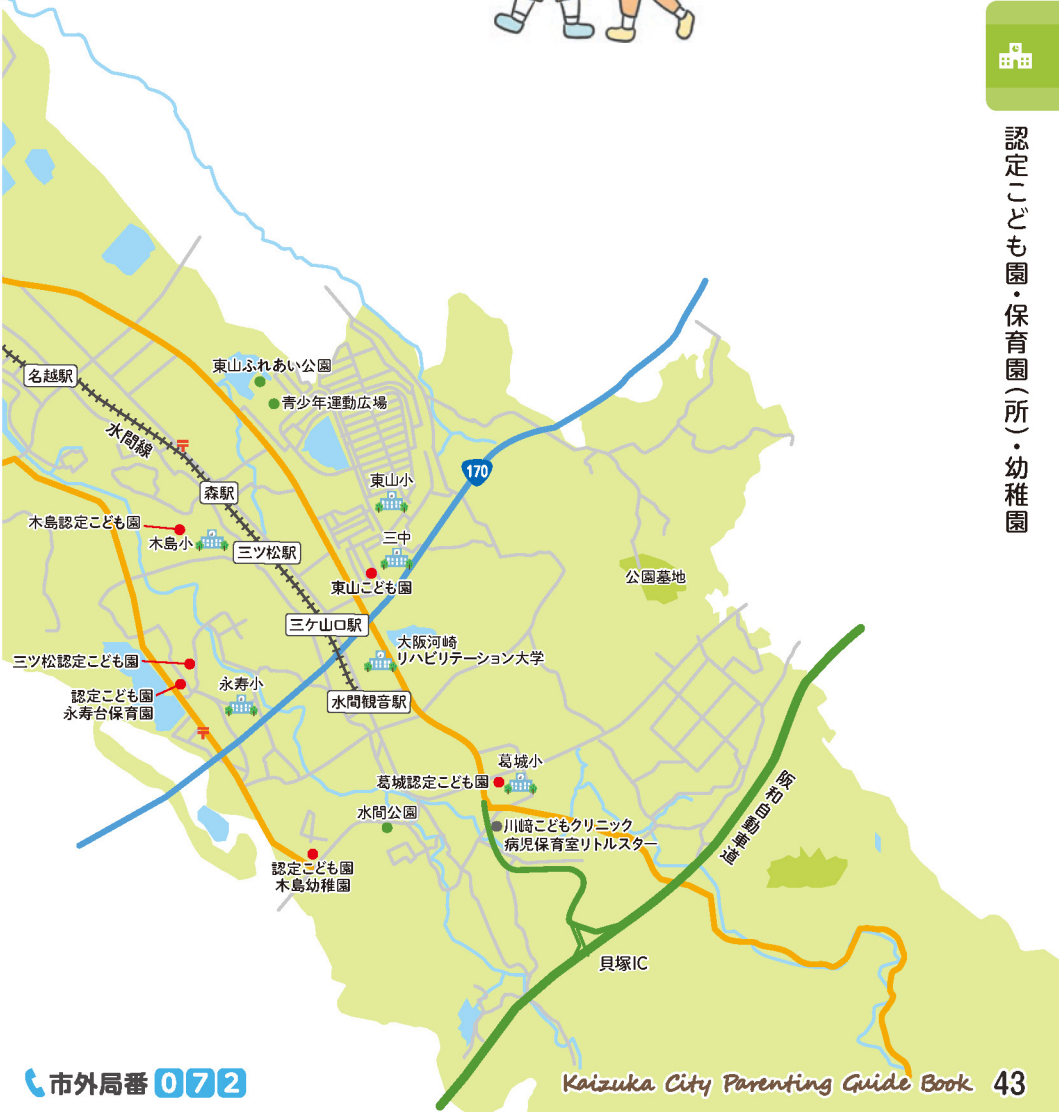 認定こども園・保育園(所)・幼稚園
東山ふれあい公園
青少年運動広場
名越駅
水間線
170
東山小
森駅
木島認定こども園
木島小
三中
三ツ松駅
東山こども園
公園墓地
三ケ山口駅
大阪河﨑
リハビリテーション大学
三ツ松認定こども園
認定こども園
永寿台保育園
永寿小
水間観音駅
葛城小
葛城認定こども園
阪和自動車道
水間公園
川﨑こどもクリニック
病児保育室リトルスター
認定こども園
木島幼稚園
貝塚IC
市外局番 072
Kaizuka City Parenting Guide Book 43